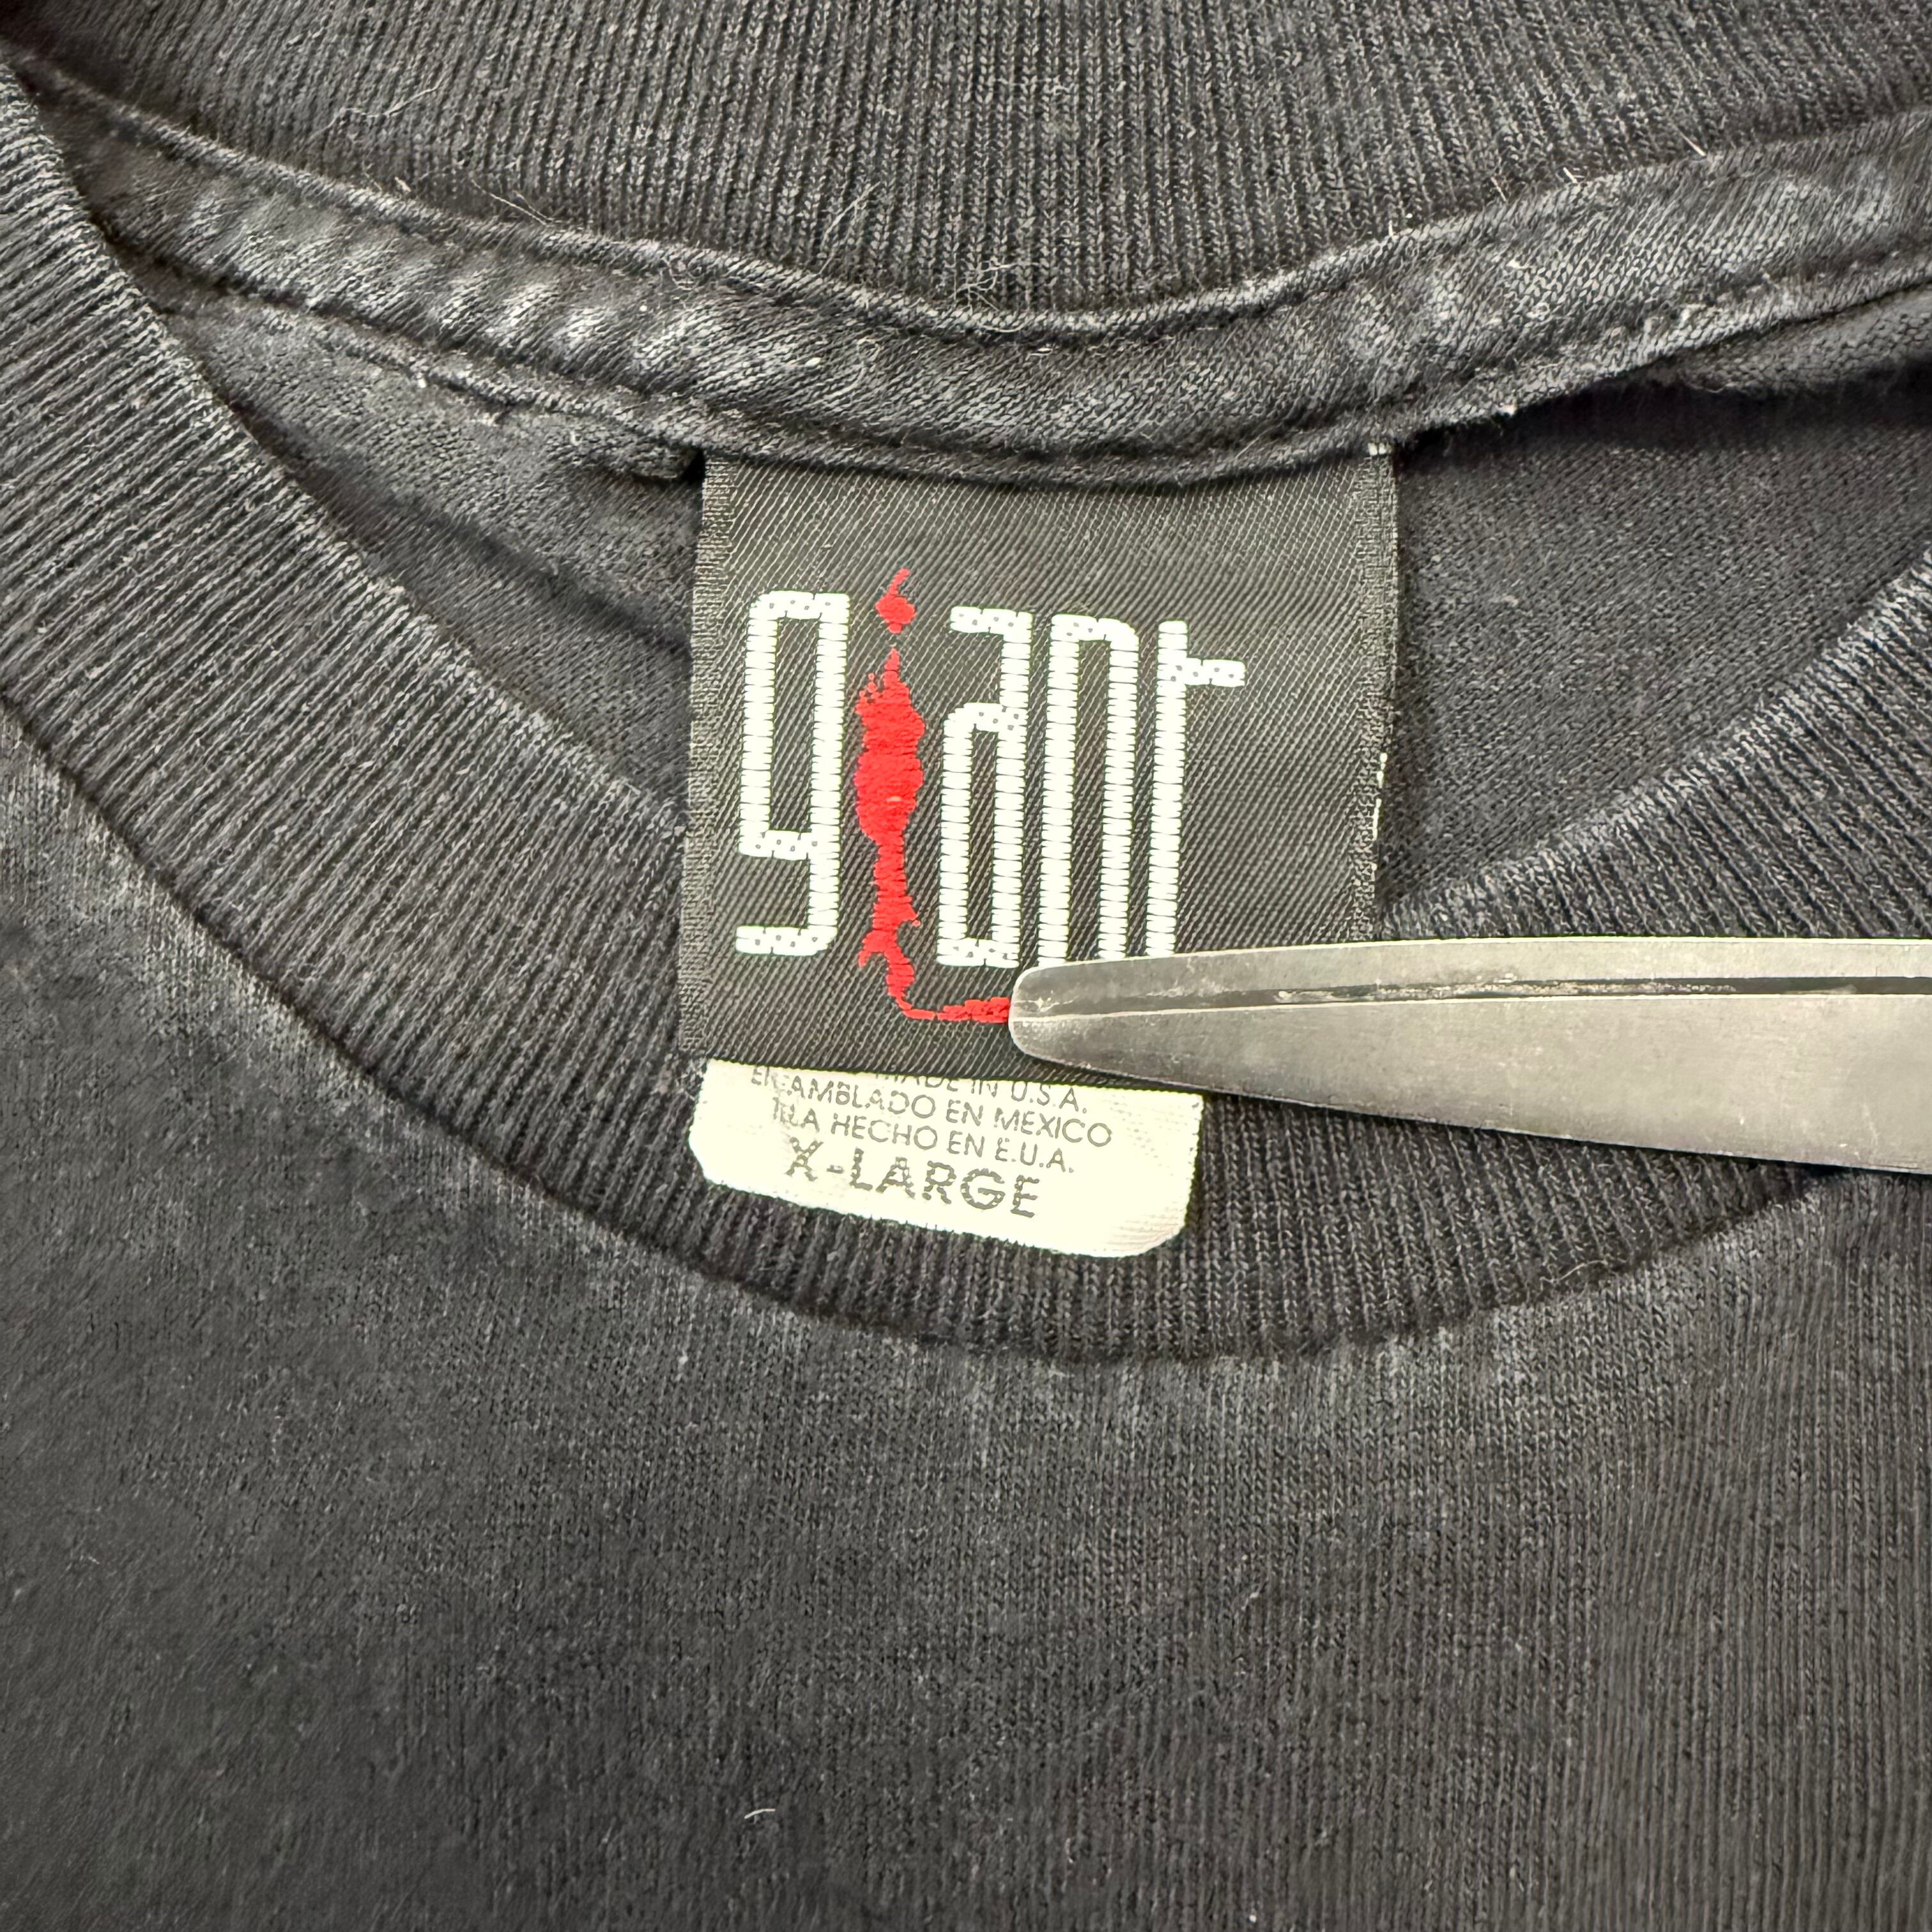 giant
MADE IN U.S.A.
ENSAMBLADO EN MEXICO
TELA HECHO EN E.U.A.
X-LARGE